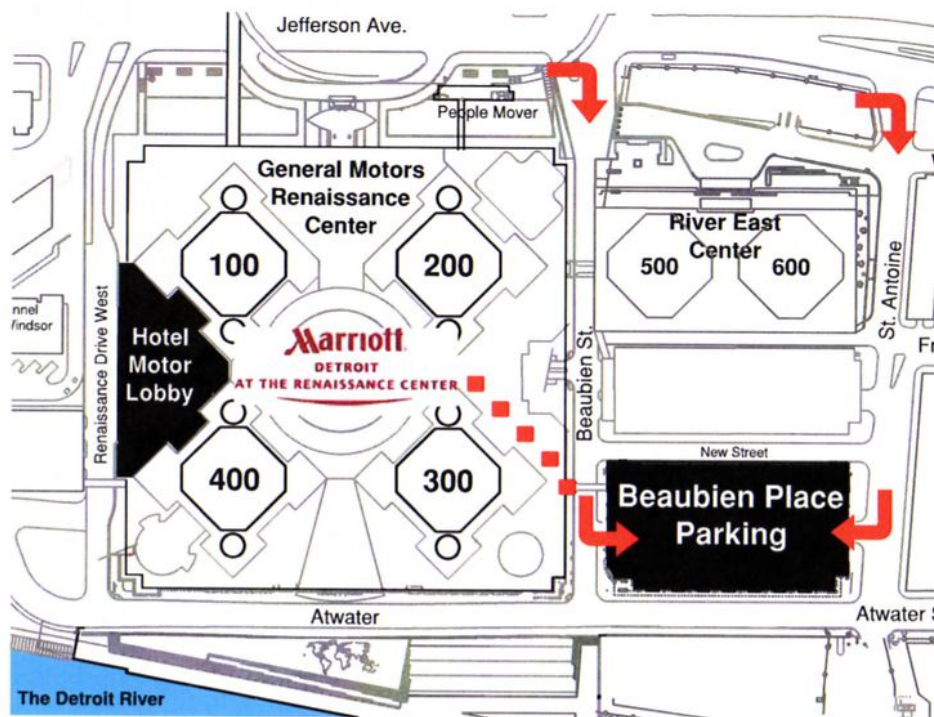 Jefferson Ave.
People Mover
General Motors
Renaissance
Center
100
200
River East
Center
500
600
St. Antoine
Renaissance Drive West
Hotel
Motor
Lobby
Marriott
DETROIT
AT THE RENAISSANCE CENTER
Beaubien St.
400
300
New Street
Beaubien Place
Parking
Atwater
Atwater S
The Detroit River